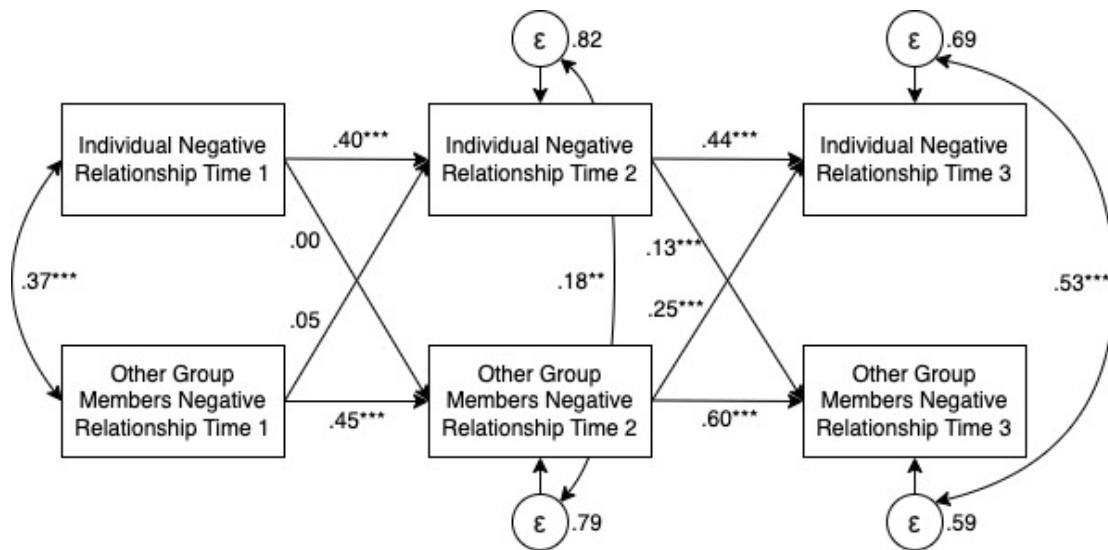 ε .82
ε .69
Individual Negative
Relationship Time 1
.40***
Individual Negative
Relationship Time 2
.44***
Individual Negative
Relationship Time 3
.37***
.00
.05
.18**
.13***
.25***
.53***
Other Group
Members Negative
Relationship Time 1
.45***
Other Group
Members Negative
Relationship Time 2
.60***
Other Group
Members Negative
Relationship Time 3
ε .79
ε .59